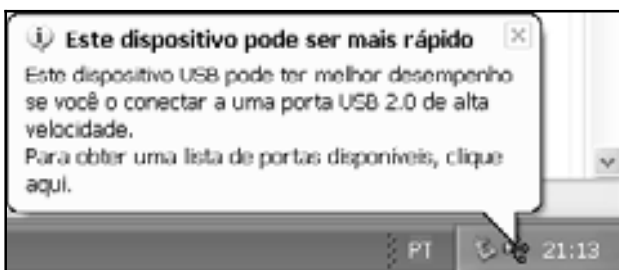 Este dispositivo pode ser mais rápido
Este dispositivo USB pode ter melhor desempenho
se você o conectar a uma porta USB 2.0 de alta
velocidade.
Para obter uma lista de portas disponíveis, clique
aqui.
PT
21:13